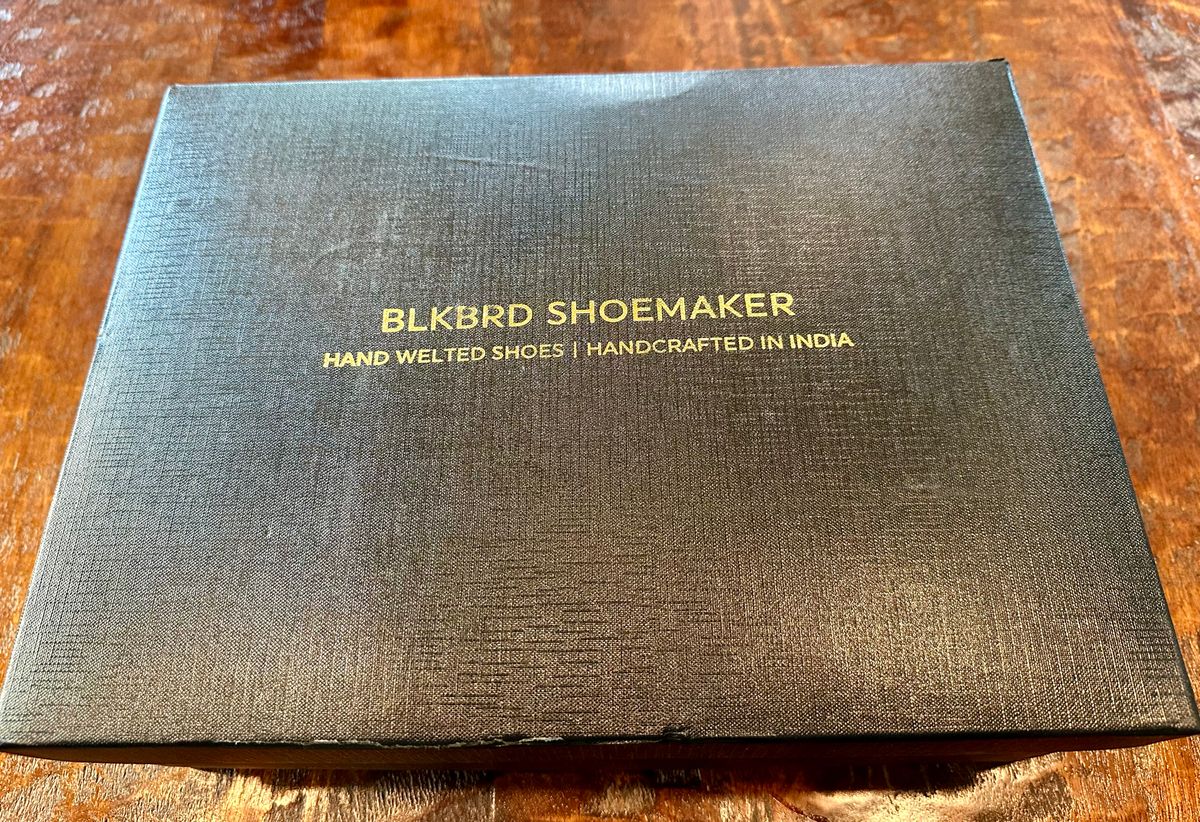 BLKBRD SHOEMAKER
HAND WELTED SHOES | HANDCRAFTED IN INDIA